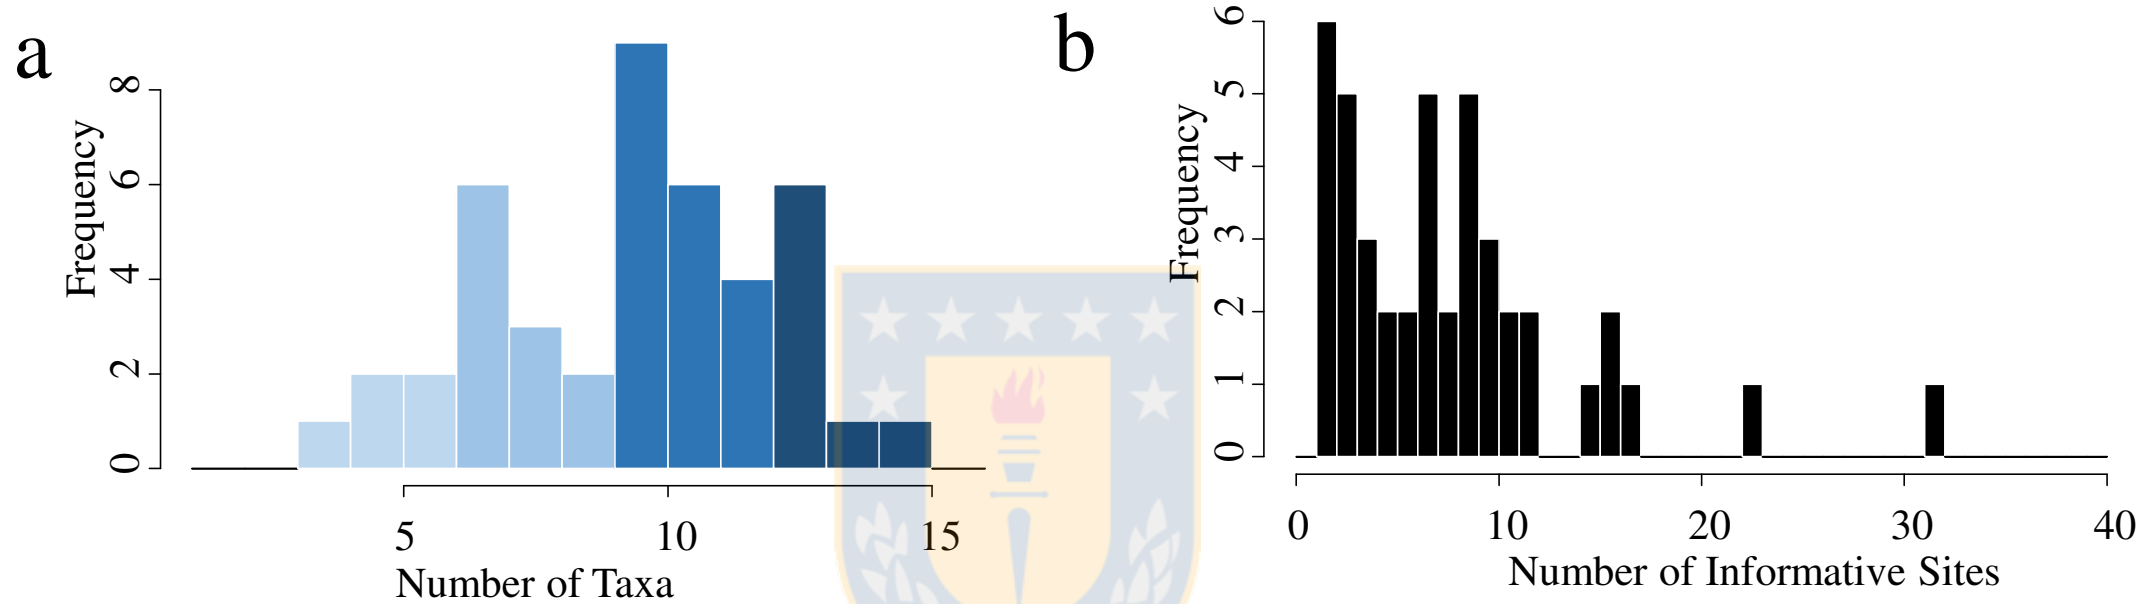 a
Frequency
0 2 4 6 8
5 10 15
Number of Taxa
b
Frequency
0 1 2 3 4 5 6
0 10 20 30 40
Number of Informative Sites